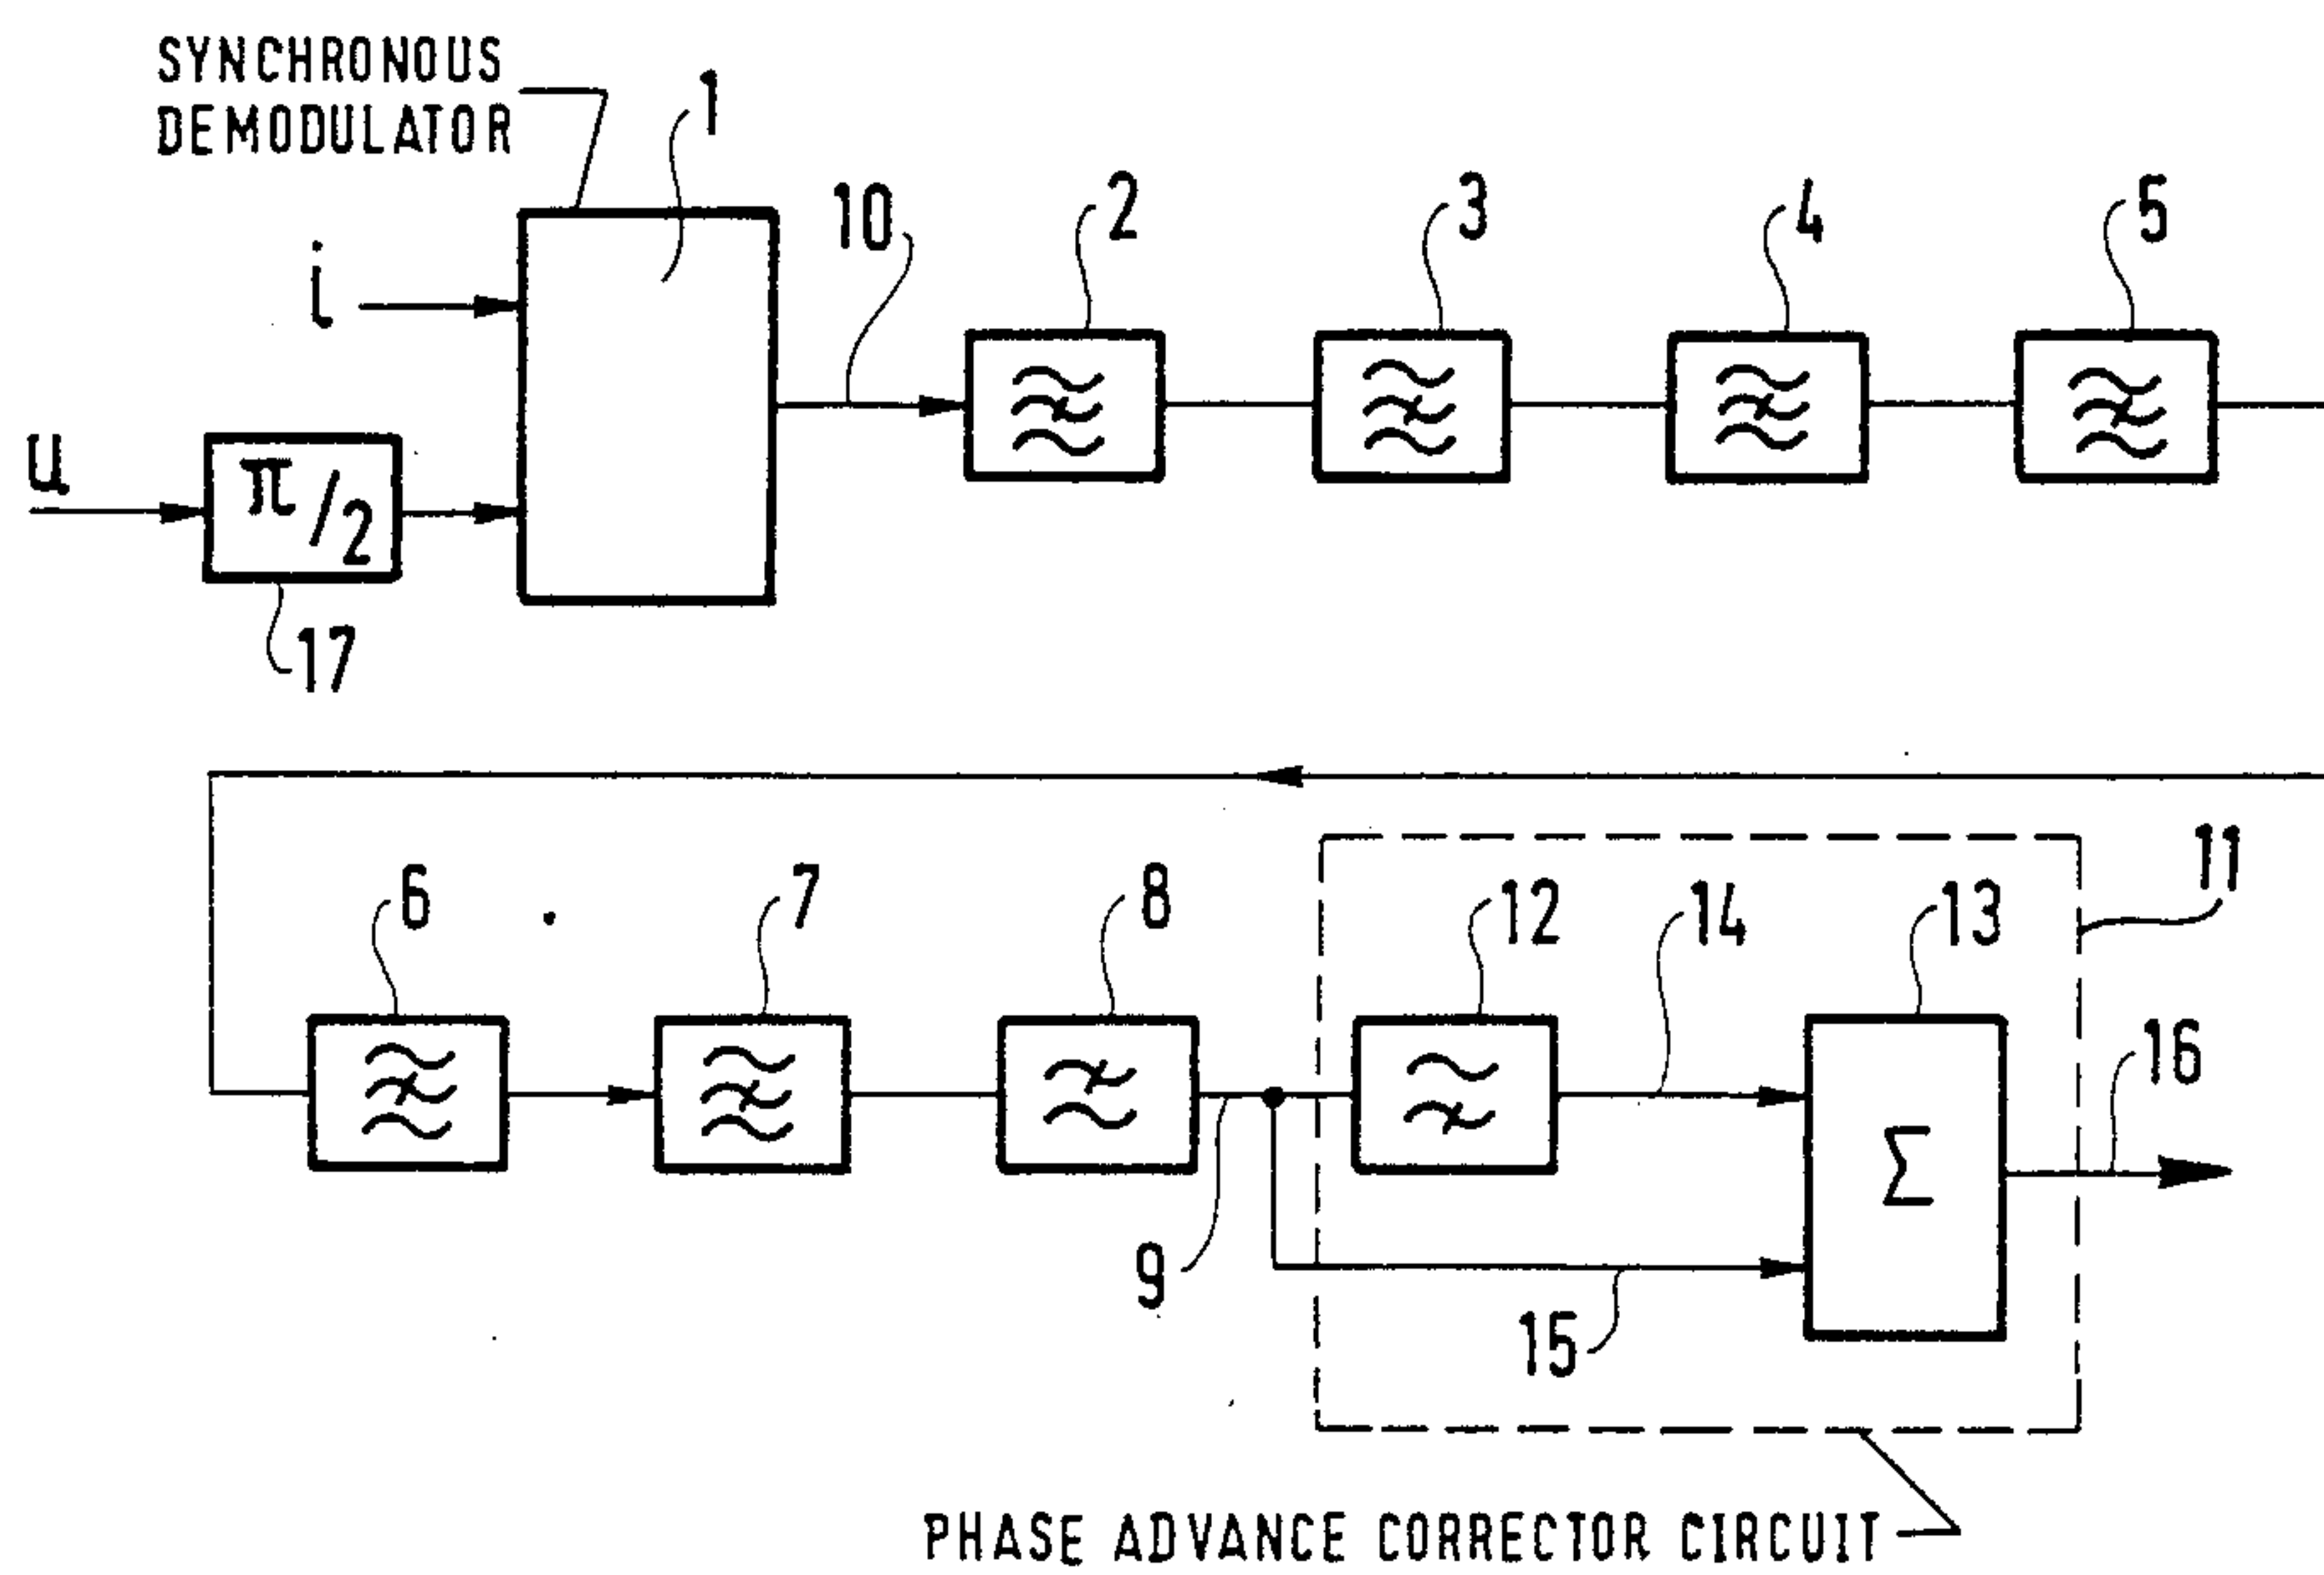 SYNCHRONOUS
DEMODULATOR
1
10
2
3
4
5
i
u
π/2
17
6
7
8
12
14
13
11
16
Σ
9
15
PHASE ADVANCE CORRECTOR CIRCUIT